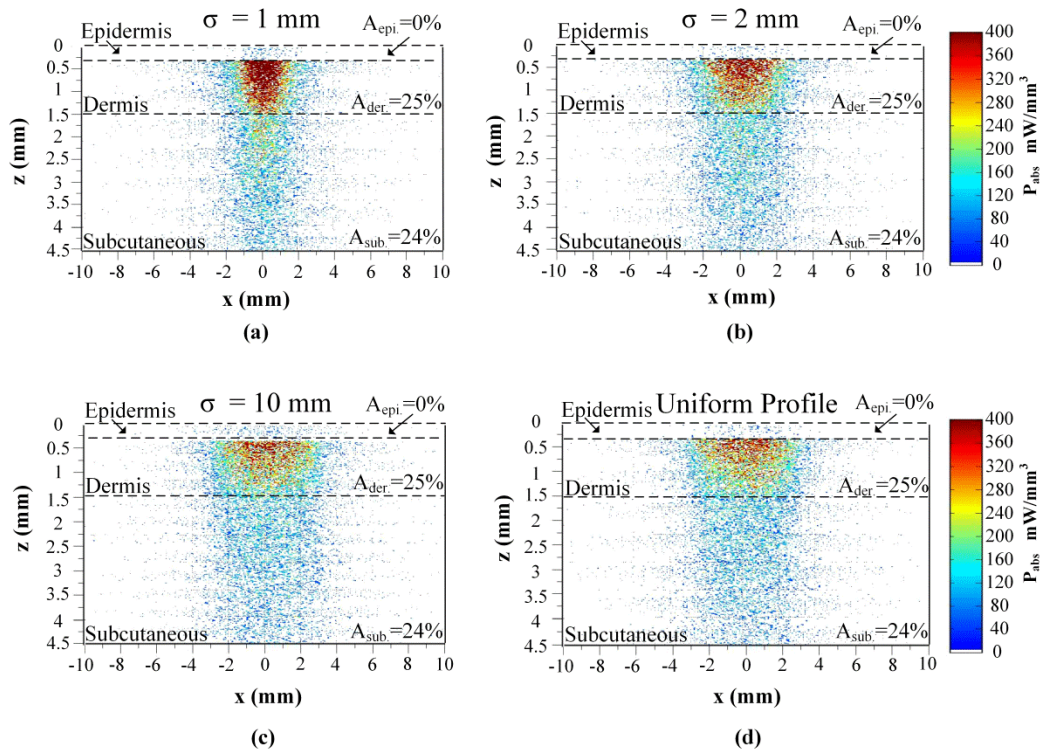 σ = 1 mm
Epidermis
A_epi.=0%
Dermis
A_der.=25%
Subcutaneous
A_sub.=24%
0
0.5
1
1.5
2
2.5
3
3.5
4
4.5
z (mm)
-10 -8 -6 -4 -2 0 2 4 6 8 10
x (mm)
(a)
σ = 2 mm
Epidermis
A_epi.=0%
Dermis
A_der.=25%
Subcutaneous
A_sub.=24%
0
0.5
1
1.5
2
2.5
3
3.5
4
4.5
z (mm)
-10 -8 -6 -4 -2 0 2 4 6 8 10
x (mm)
(b)
400
360
320
280
240
200
160
120
80
40
0
P_abs mW/mm³
σ = 10 mm
Epidermis
A_epi.=0%
Dermis
A_der.=25%
Subcutaneous
A_sub.=24%
0
0.5
1
1.5
2
2.5
3
3.5
4
4.5
z (mm)
-10 -8 -6 -4 -2 0 2 4 6 8 10
x (mm)
(c)
Uniform Profile
Epidermis
A_epi.=0%
Dermis
A_der.=25%
Subcutaneous
A_sub.=24%
0
0.5
1
1.5
2
2.5
3
3.5
4
4.5
z (mm)
-10 -8 -6 -4 -2 0 2 4 6 8 10
x (mm)
(d)
400
360
320
280
240
200
160
120
80
40
0
P_abs mW/mm³